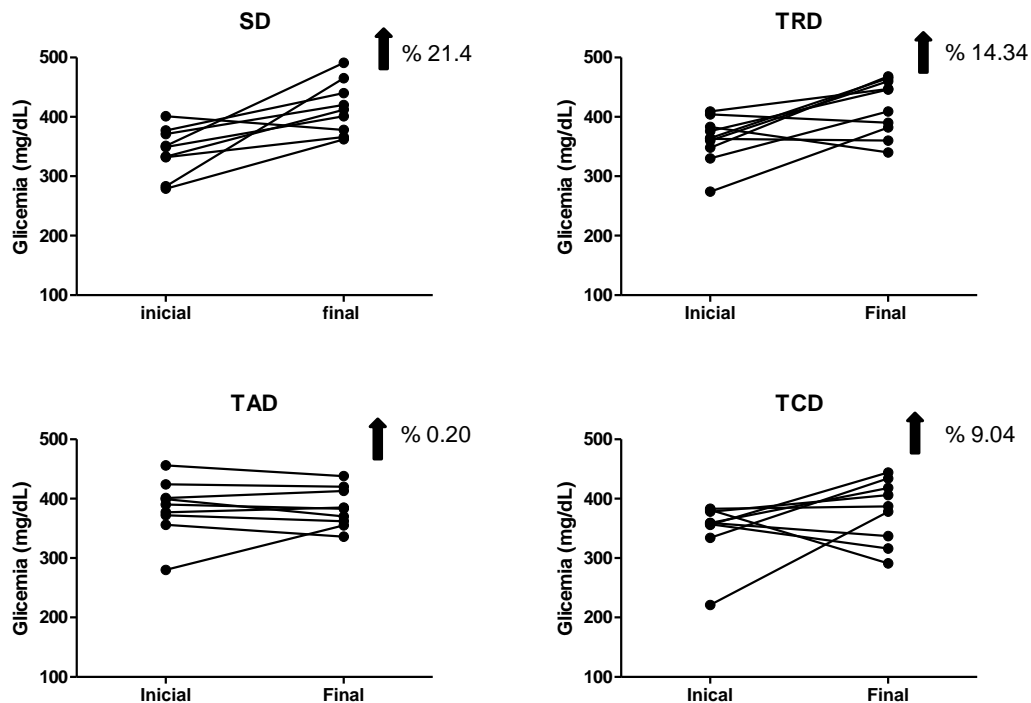 SD
% 21.4
500
400
300
200
100
Glicemia (mg/dL)
inicial
final
TRD
% 14.34
500
400
300
200
100
Glicemia (mg/dL)
Inicial
Final
TAD
% 0.20
500
400
300
200
100
Glicemia (mg/dL)
Inicial
Final
TCD
% 9.04
500
400
300
200
100
Glicemia (mg/dL)
Inical
Final